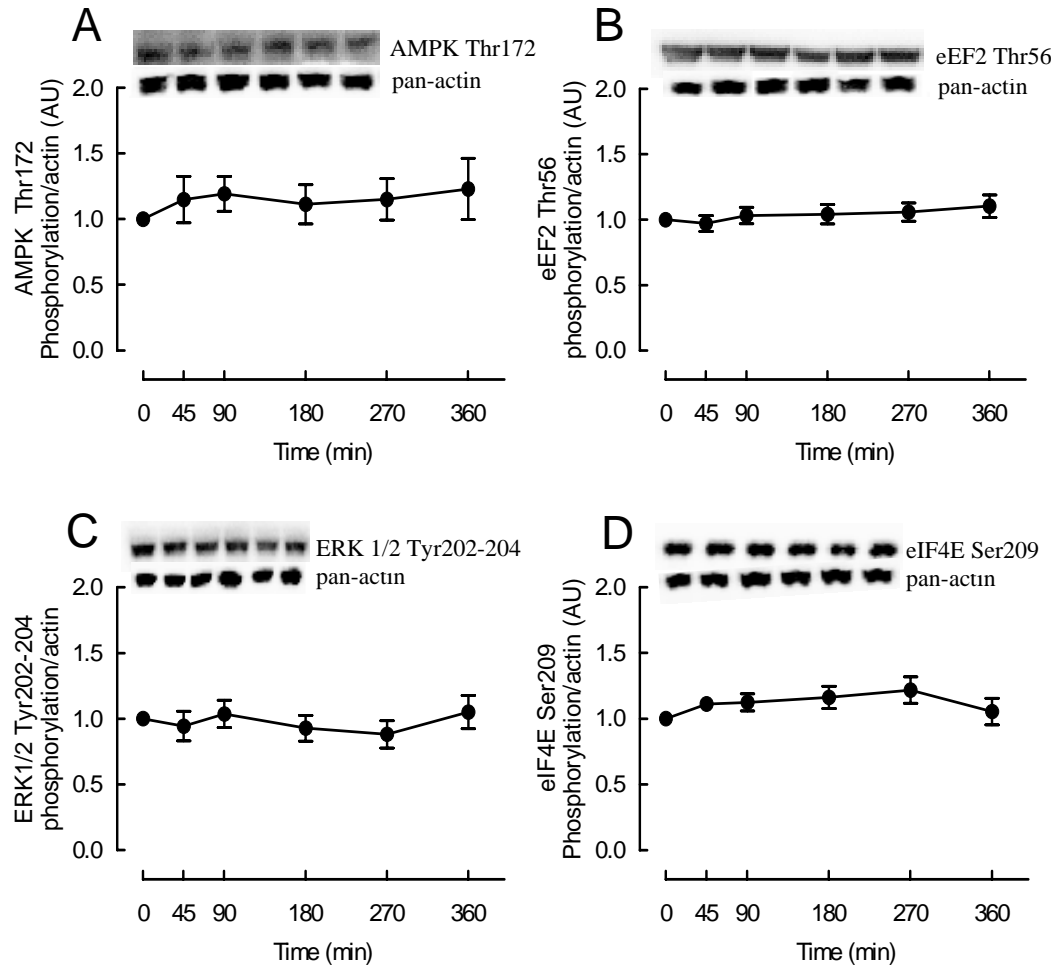 A
AMPK Thr172
pan-actin
AMPK  Thr172
Phosphorylation/actin (AU)
2.0
1.5
1.0
0.5
0.0
0 45 90 180 270 360
Time (min)
B
eEF2 Thr56
pan-actin
eEF2 Thr56
phosphorylation/actin (AU)
2.0
1.5
1.0
0.5
0.0
0 45 90 180 270 360
Time (min)
C
ERK 1/2 Tyr202-204
pan-actin
ERK1/2 Tyr202-204
phosphorylation/actin
2.0
1.5
1.0
0.5
0.0
0 45 90 180 270 360
Time (min)
D
eIF4E Ser209
pan-actin
eIF4E Ser209
Phosphorylation/actin (AU)
2.0
1.5
1.0
0.5
0.0
0 45 90 180 270 360
Time (min)